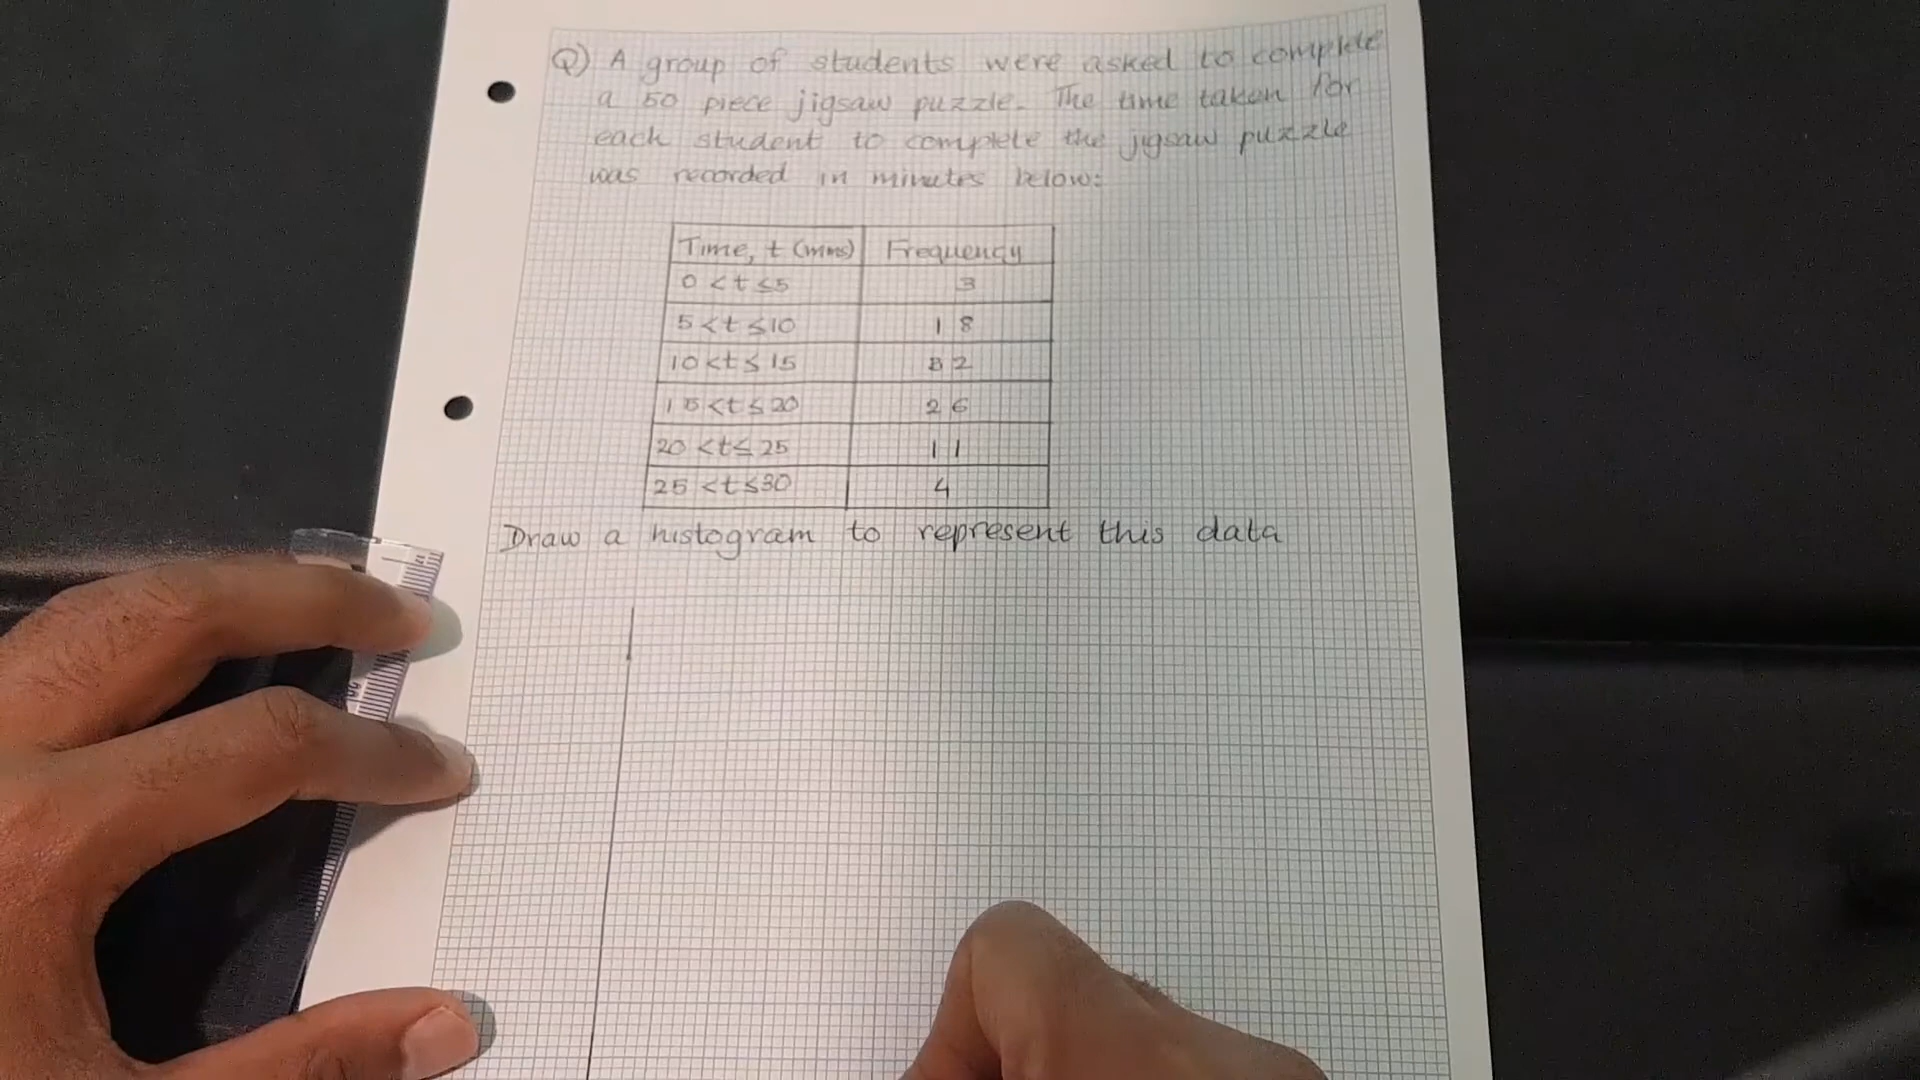 Q) A group of students were asked to complete
a 50 piece jigsaw puzzle. The time taken for
each student to complete the jigsaw puzzle
was recorded in minutes below:
Time, t (mins) Frequency
0 < t ≤ 5 3
5 < t ≤ 10 18
10 < t ≤ 15 32
15 < t ≤ 20 26
20 < t ≤ 25 11
25 < t ≤ 30 4
Draw a histogram to represent this data